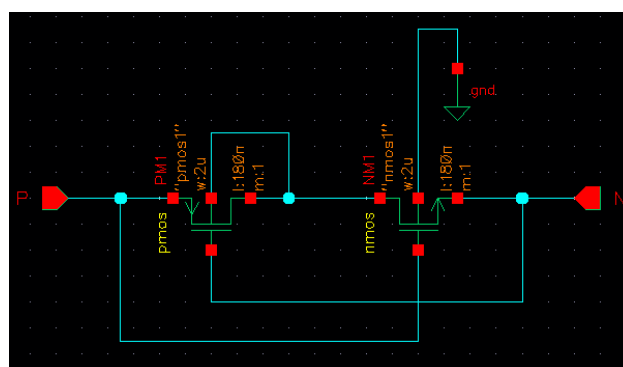 gnd
P
PM1
"pmos1"
w:2u
l:180n
m:1
pmos
NM1
"nmos1"
w:2u
l:180n
m:1
nmos
N